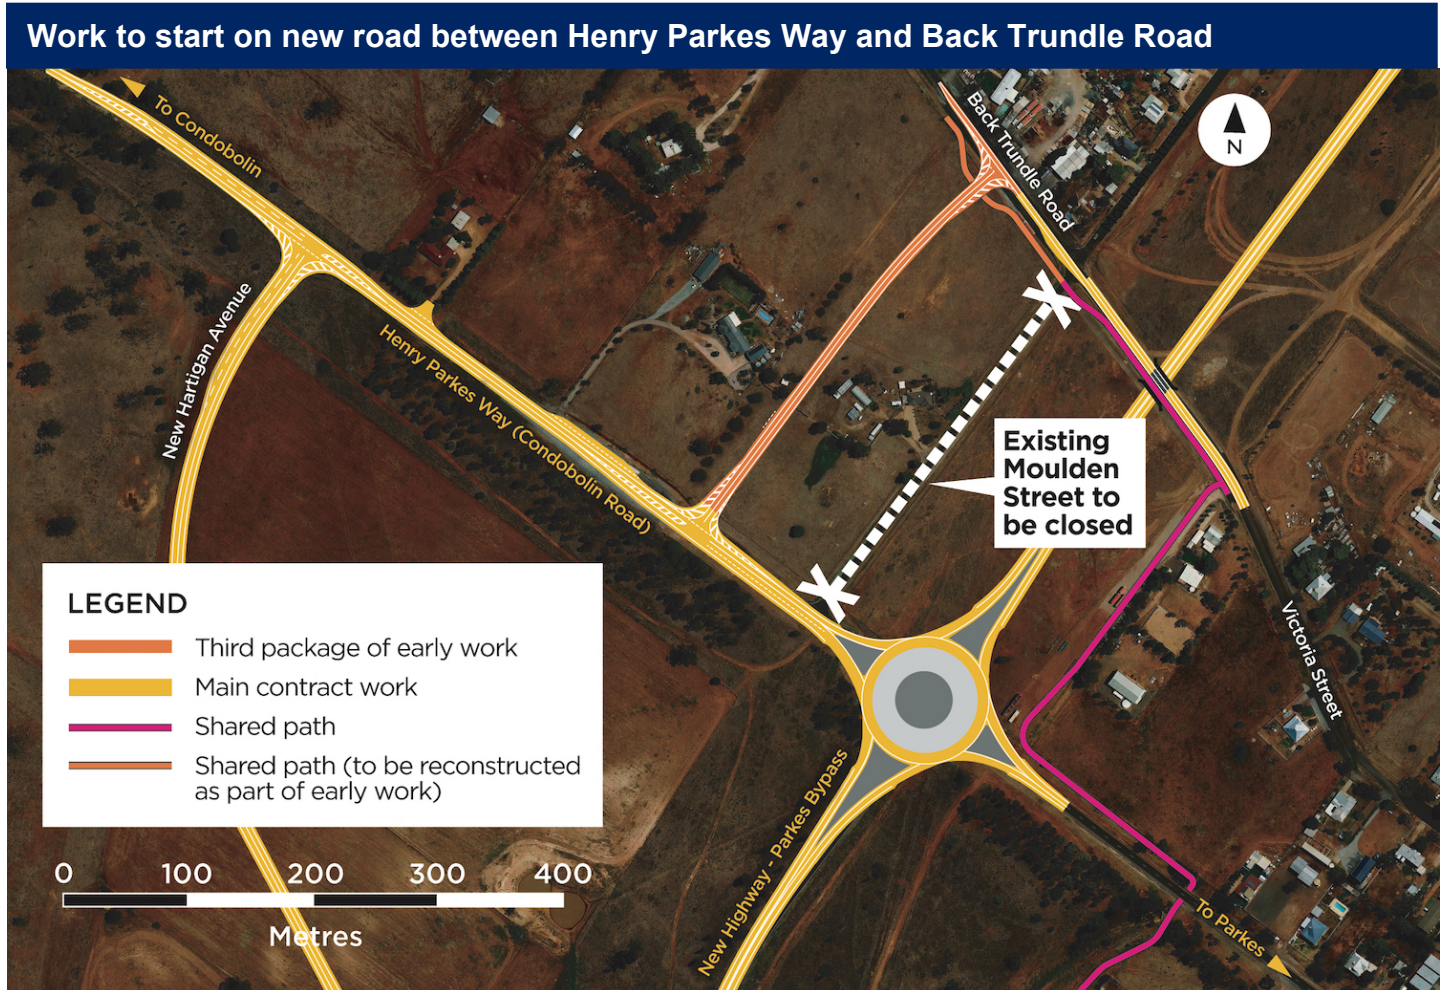 Work to start on new road between Henry Parkes Way and Back Trundle Road
To Condobolin
Back Trundle Road
N
New Hartigan Avenue
Henry Parkes Way (Condobolin Road)
Existing
Moulden
Street to
be closed
Victoria Street
New Highway - Parkes Bypass
To Parkes
LEGEND
Third package of early work
Main contract work
Shared path
Shared path (to be reconstructed
as part of early work)
0 100 200 300 400
Metres